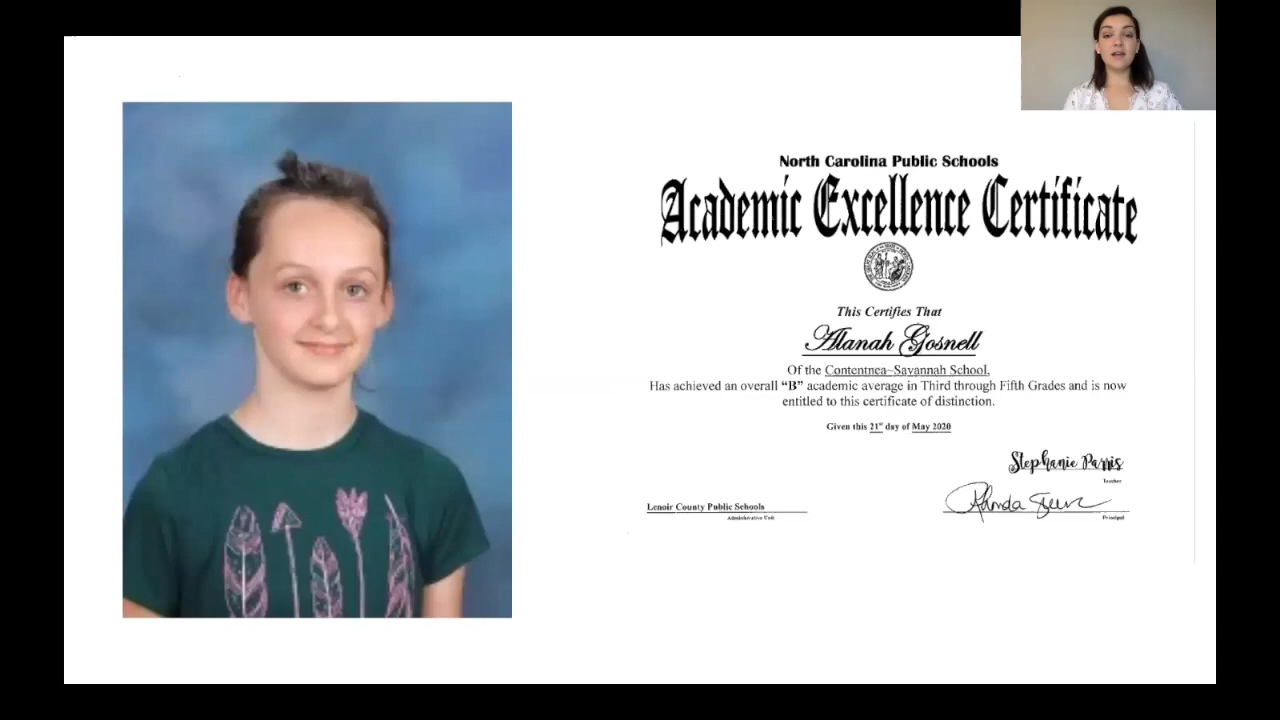 North Carolina Public Schools
Academic Excellence Certificate
This Certifies That
Alanah Gosnell
Of the Contentnea~Savannah School,
Has achieved an overall “B” academic average in Third through Fifth Grades and is now
entitled to this certificate of distinction.
Given this 21st day of May 2020
Stephanie Parris
Teacher
Lenoir County Public Schools
Administrative Unit
Rhonda
Principal